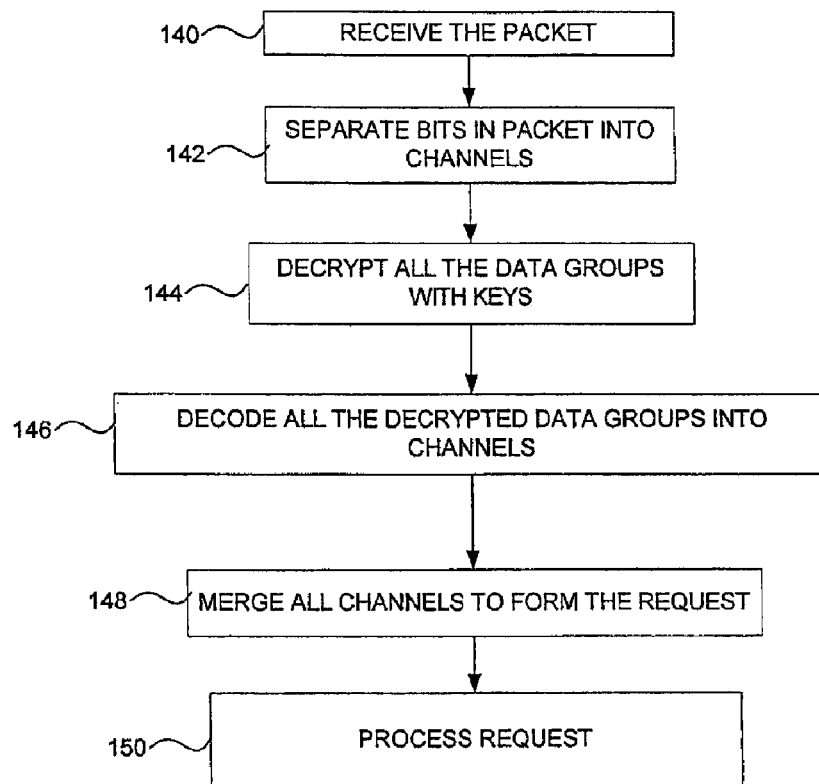 140
RECEIVE THE PACKET
142
SEPARATE BITS IN PACKET INTO
CHANNELS
144
DECRYPT ALL THE DATA GROUPS
WITH KEYS
146
DECODE ALL THE DECRYPTED DATA GROUPS INTO
CHANNELS
148
MERGE ALL CHANNELS TO FORM THE REQUEST
150
PROCESS REQUEST